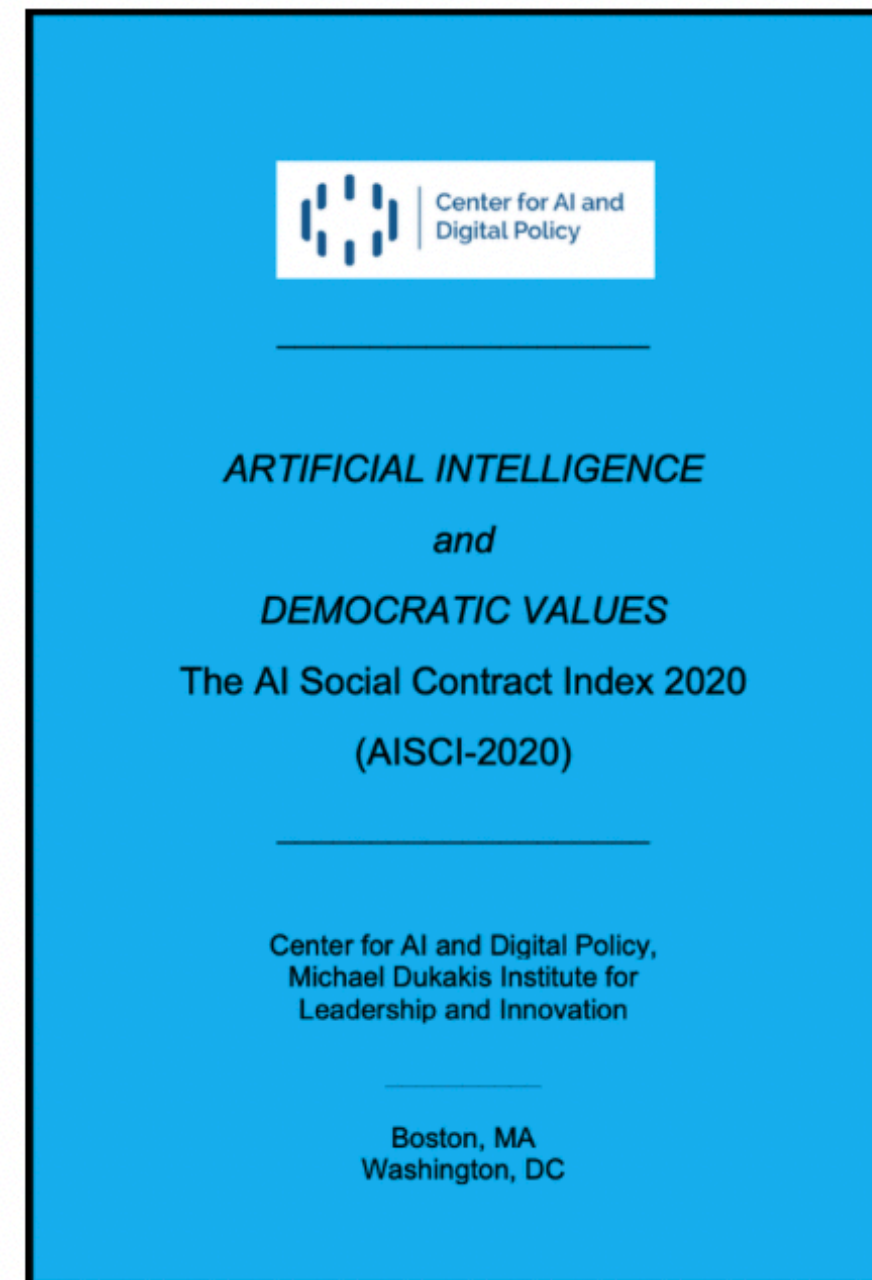 Center for AI and
Digital Policy
ARTIFICIAL INTELLIGENCE
and
DEMOCRATIC VALUES
The AI Social Contract Index 2020
(AISCI-2020)
Center for AI and Digital Policy,
Michael Dukakis Institute for
Leadership and Innovation
Boston, MA
Washington, DC